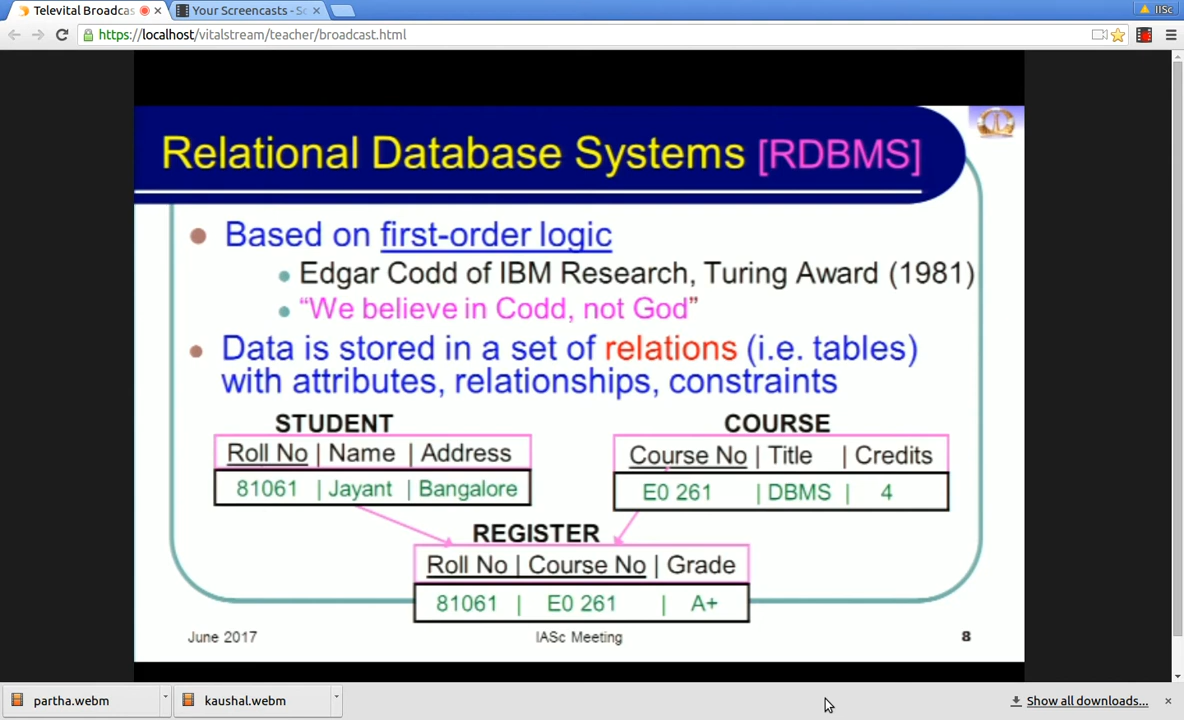 Televital Broadcas
Your Screencasts - Sc
IISc
https://localhost/vitalstream/teacher/broadcast.html
Relational Database Systems [RDBMS]
Based on first-order logic
Edgar Codd of IBM Research, Turing Award (1981)
“We believe in Codd, not God”
Data is stored in a set of relations (i.e. tables)
with attributes, relationships, constraints
STUDENT
Roll No | Name | Address
81061 | Jayant | Bangalore
COURSE
Course No | Title | Credits
E0 261 | DBMS | 4
REGISTER
Roll No | Course No | Grade
81061 | E0 261 | A+
June 2017
IASc Meeting
8
partha.webm
kaushal.webm
Show all downloads...